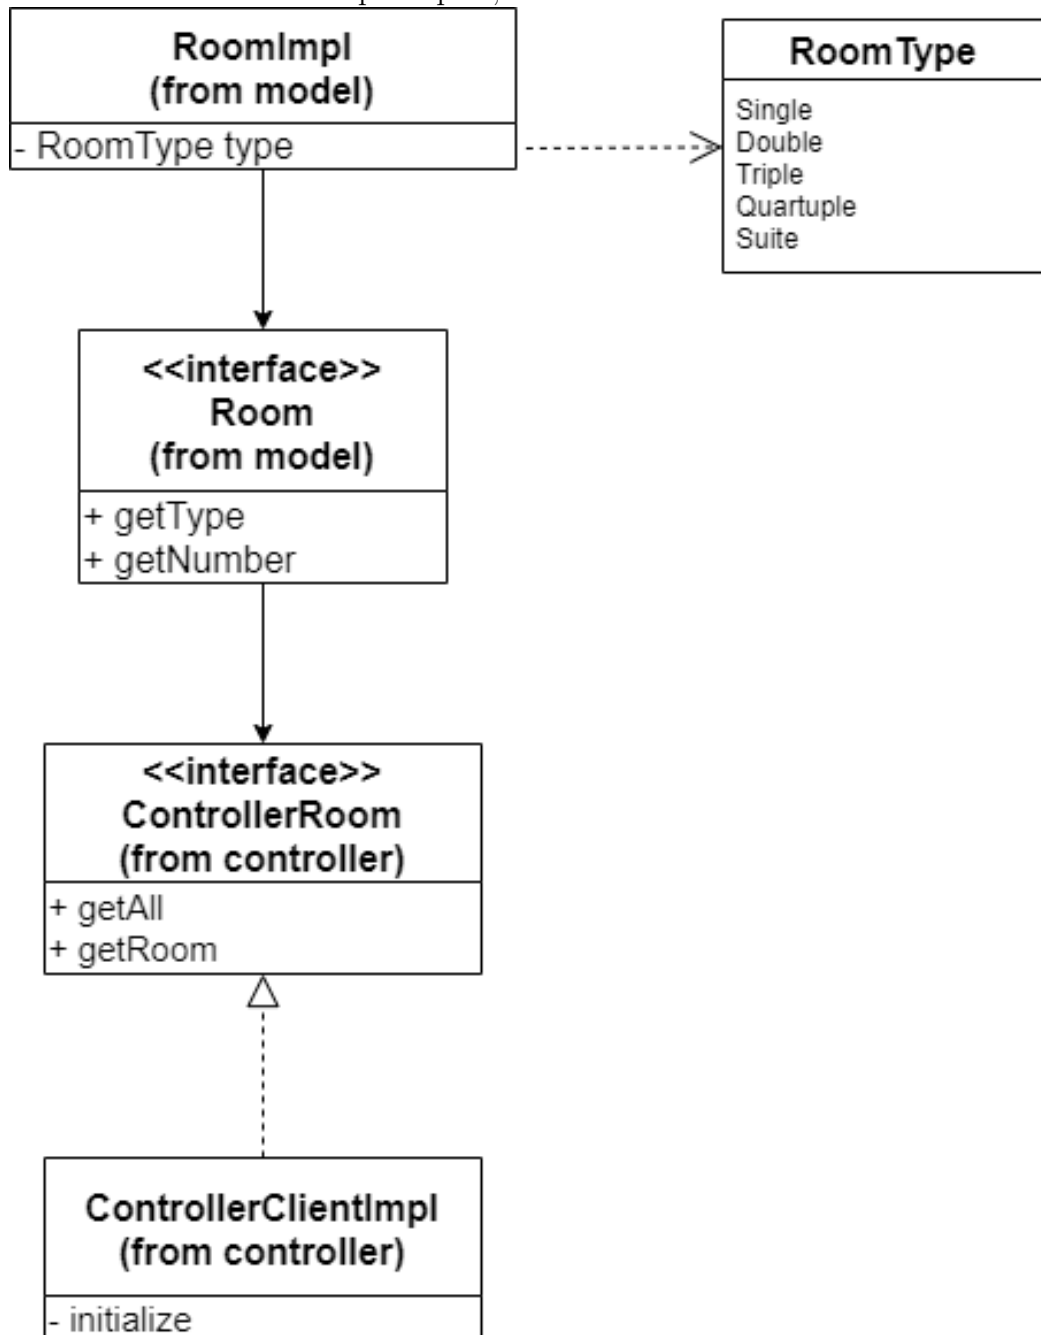 RoomImpl
(from model)
- RoomType type
RoomType
Single
Double
Triple
Quartuple
Suite
<<interface>>
Room
(from model)
+ getType
+ getNumber
<<interface>>
ControllerRoom
(from controller)
+ getAll
+ getRoom
ControllerClientImpl
(from controller)
- initialize